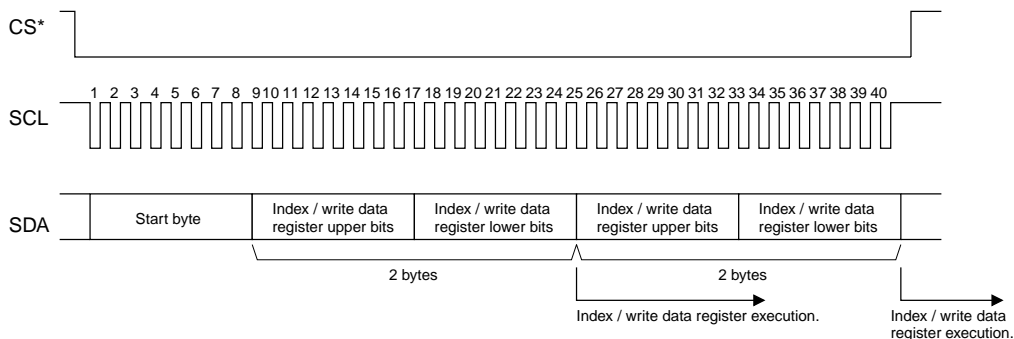 CS*
1 2 3 4 5 6 7 8 9 10 11 12 13 14 15 16 17 18 19 20 21 22 23 24 25 26 27 28 29 30 31 32 33 34 35 36 37 38 39 40
SCL
SDA
Start byte
Index / write data
register upper bits
Index / write data
register lower bits
Index / write data
register upper bits
Index / write data
register lower bits
2 bytes
2 bytes
Index / write data register execution.
Index / write data
register execution.